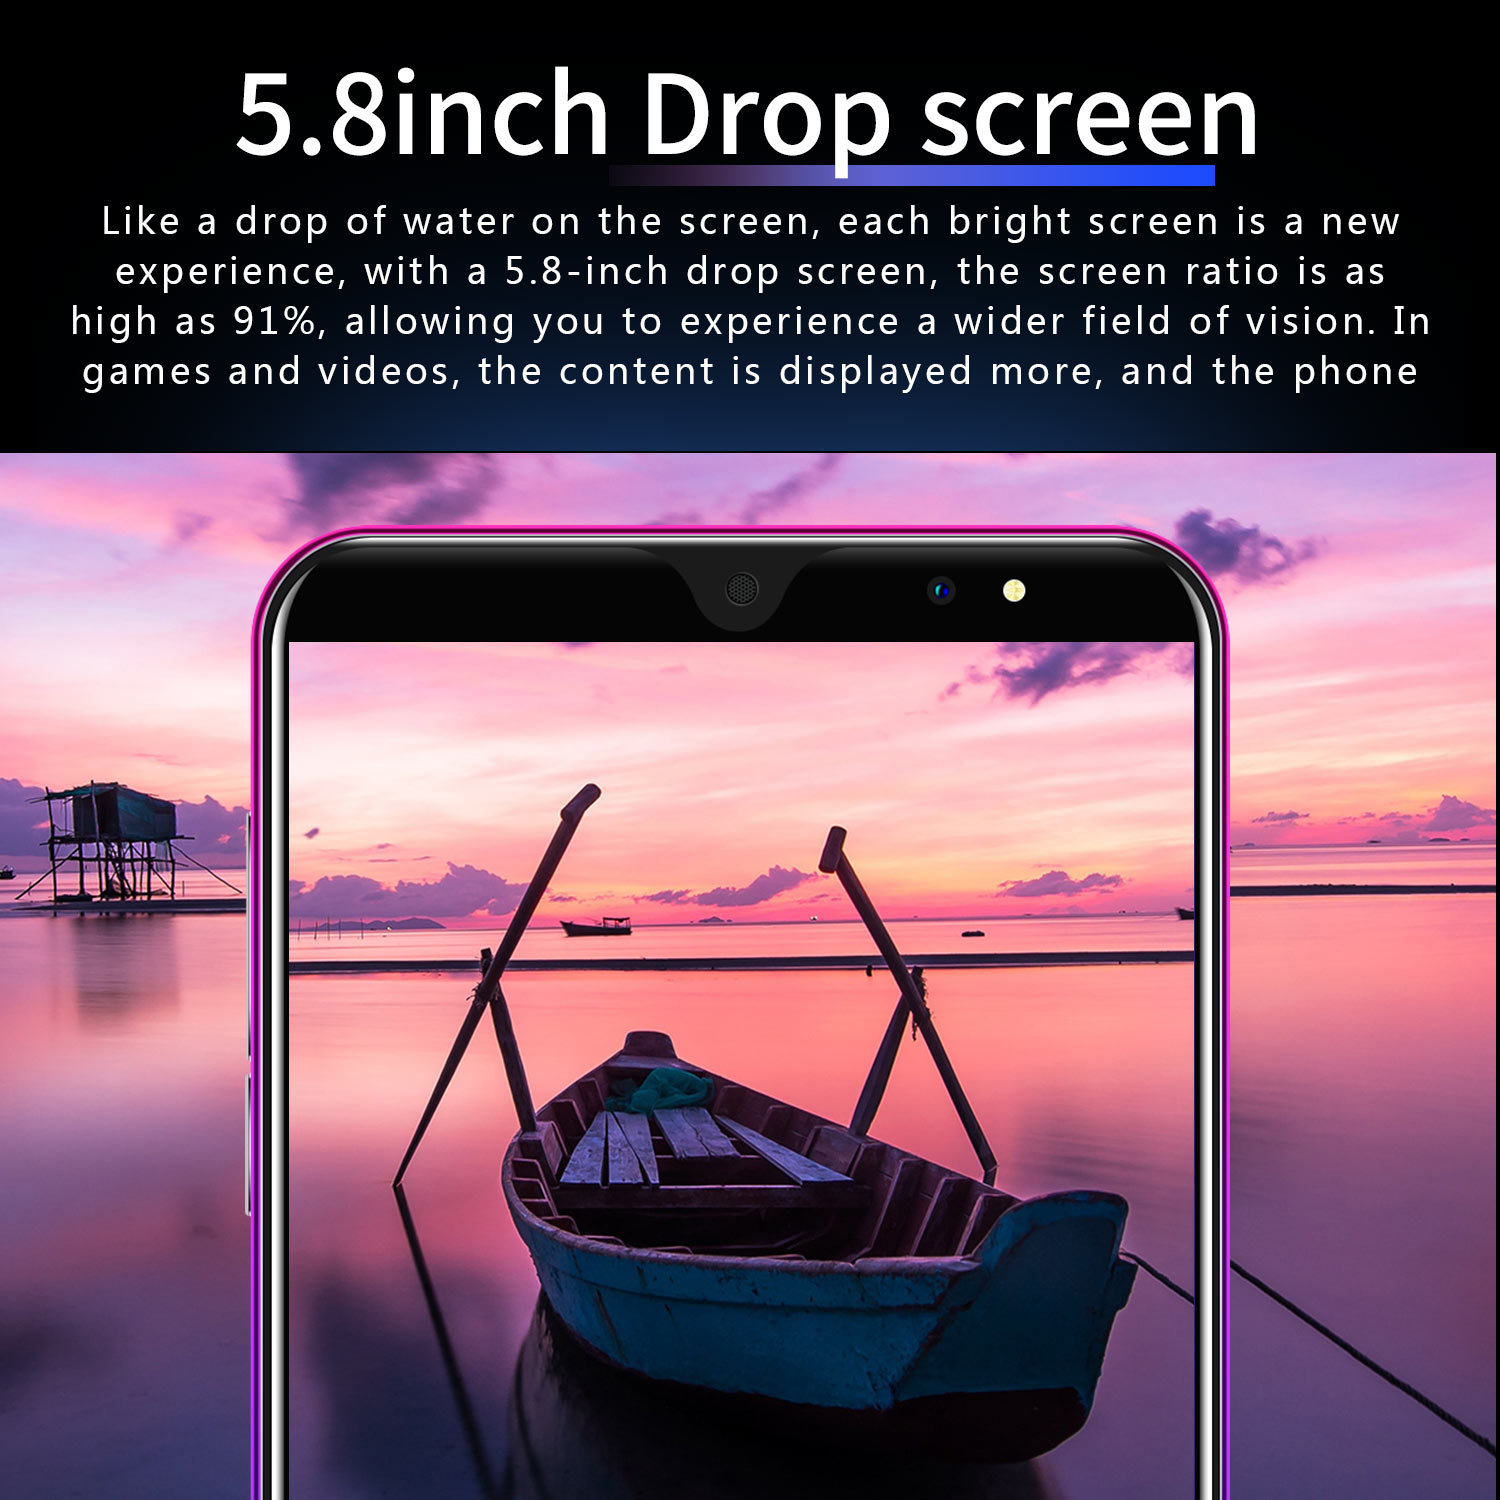 5.8inch Drop screen
Like a drop of water on the screen, each bright screen is a new
experience, with a 5.8-inch drop screen, the screen ratio is as
high as 91%, allowing you to experience a wider field of vision. In
games and videos, the content is displayed more, and the phone